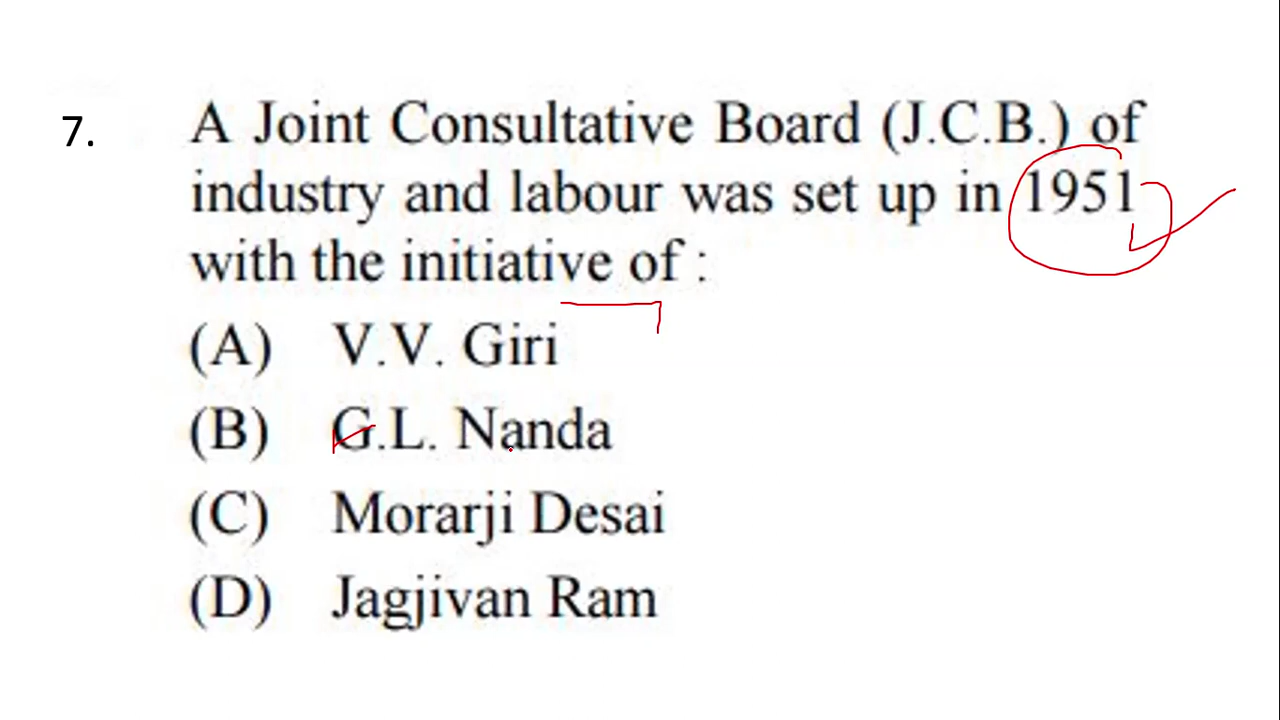 7. A Joint Consultative Board (J.C.B.) of
industry and labour was set up in 1951
with the initiative of :
(A) V.V. Giri
(B) G.L. Nanda
(C) Morarji Desai
(D) Jagjivan Ram